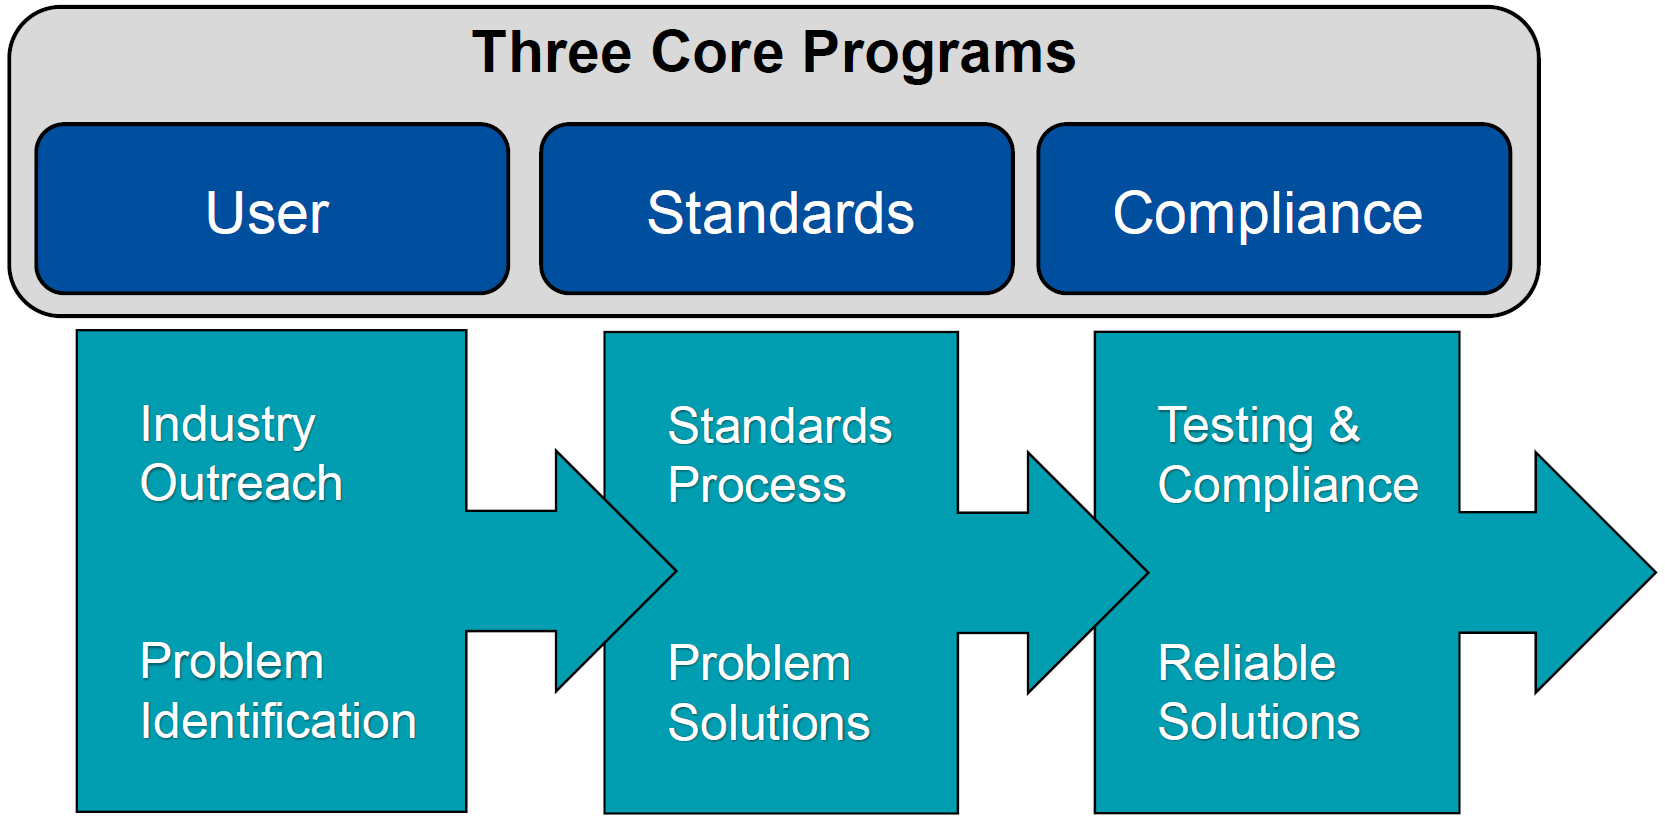 Three Core Programs
User
Standards
Compliance
Industry
Outreach
Problem
Identification
Standards
Process
Problem
Solutions
Testing &
Compliance
Reliable
Solutions